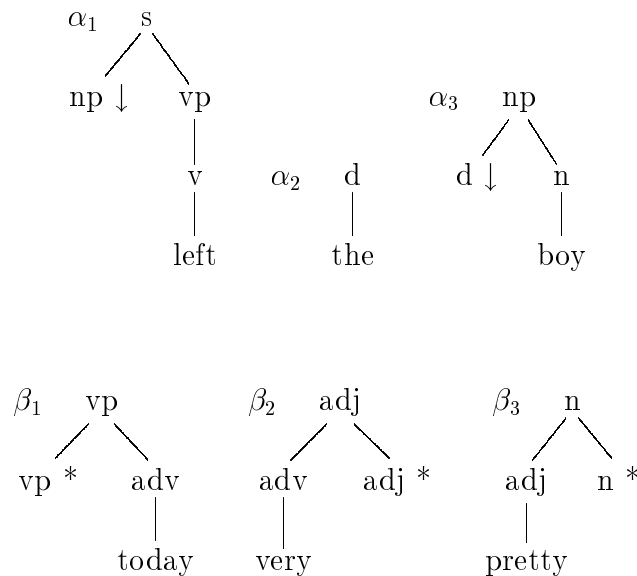 α1 s
np ↓ vp α3 np
v α2 d d ↓ n
left the boy
β1 vp β2 adj β3 n
vp * adv adv adj * adj n *
today very pretty